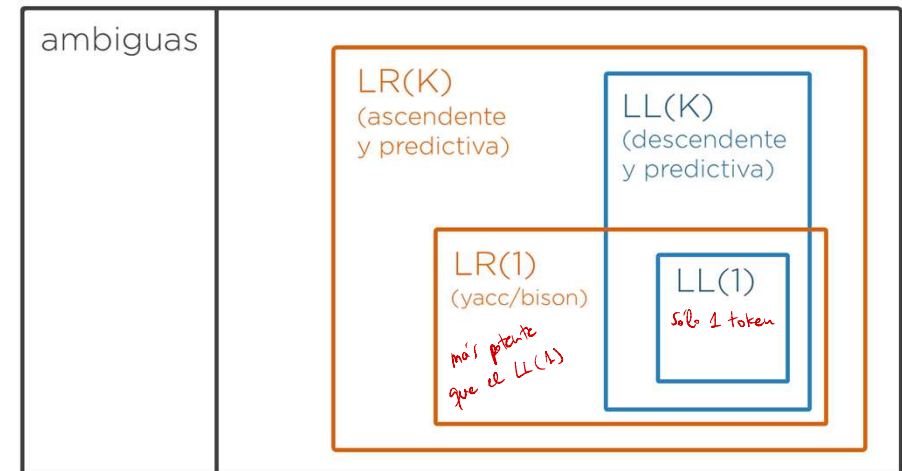 ambiguas
LR(K)
(ascendente
y predictiva)
LL(K)
(descendente
y predictiva)
LR(1)
(yacc/bison)
más potente
que el LL(1)
LL(1)
Sólo 1 token